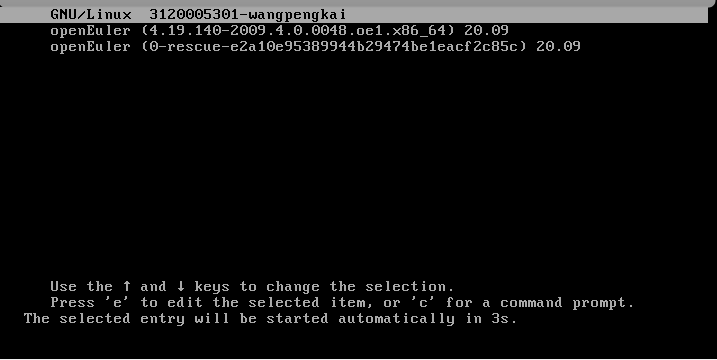 GNU/Linux  3120005301-wangpengkai
openEuler (4.19.140-2009.4.0.0048.oe1.x86_64) 20.09
openEuler (0-rescue-e2a10e95389944b29474be1eacf2c85c) 20.09
Use the ↑ and ↓ keys to change the selection.
Press 'e' to edit the selected item, or 'c' for a command prompt.
The selected entry will be started automatically in 3s.